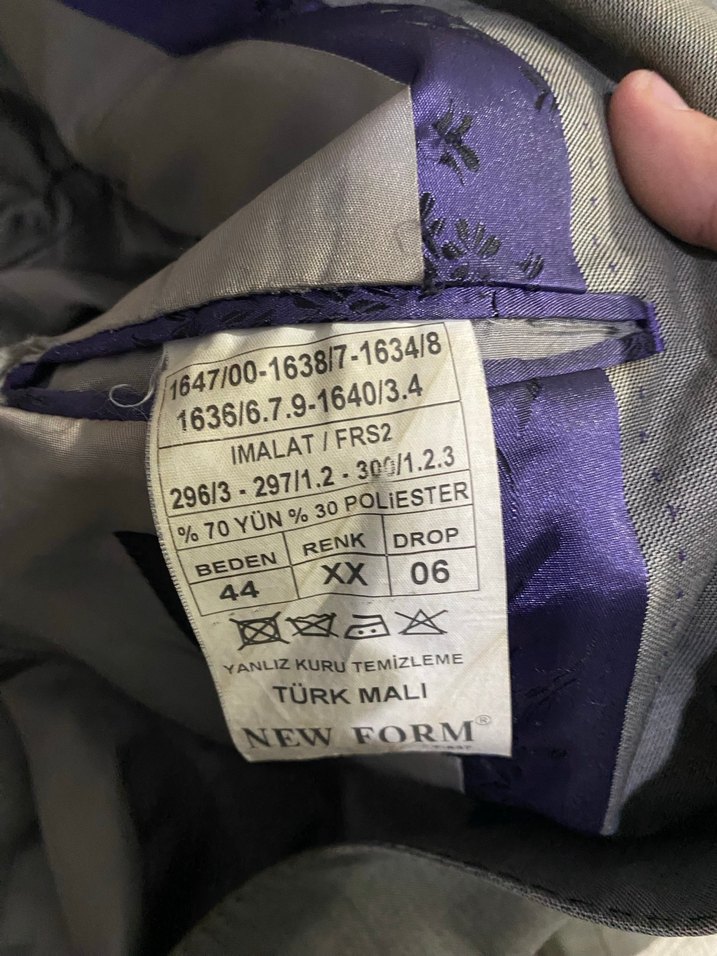 1647/00-1638/7-1634/8
1636/6.7.9-1640/3.4
IMALAT / FRS2
296/3 - 297/1.2 - 300/1.2.3
% 70 YÜN % 30 POLİESTER
BEDEN RENK DROP
44 XX 06
YANLIZ KURU TEMİZLEME
TÜRK MALI
NEW FORM®